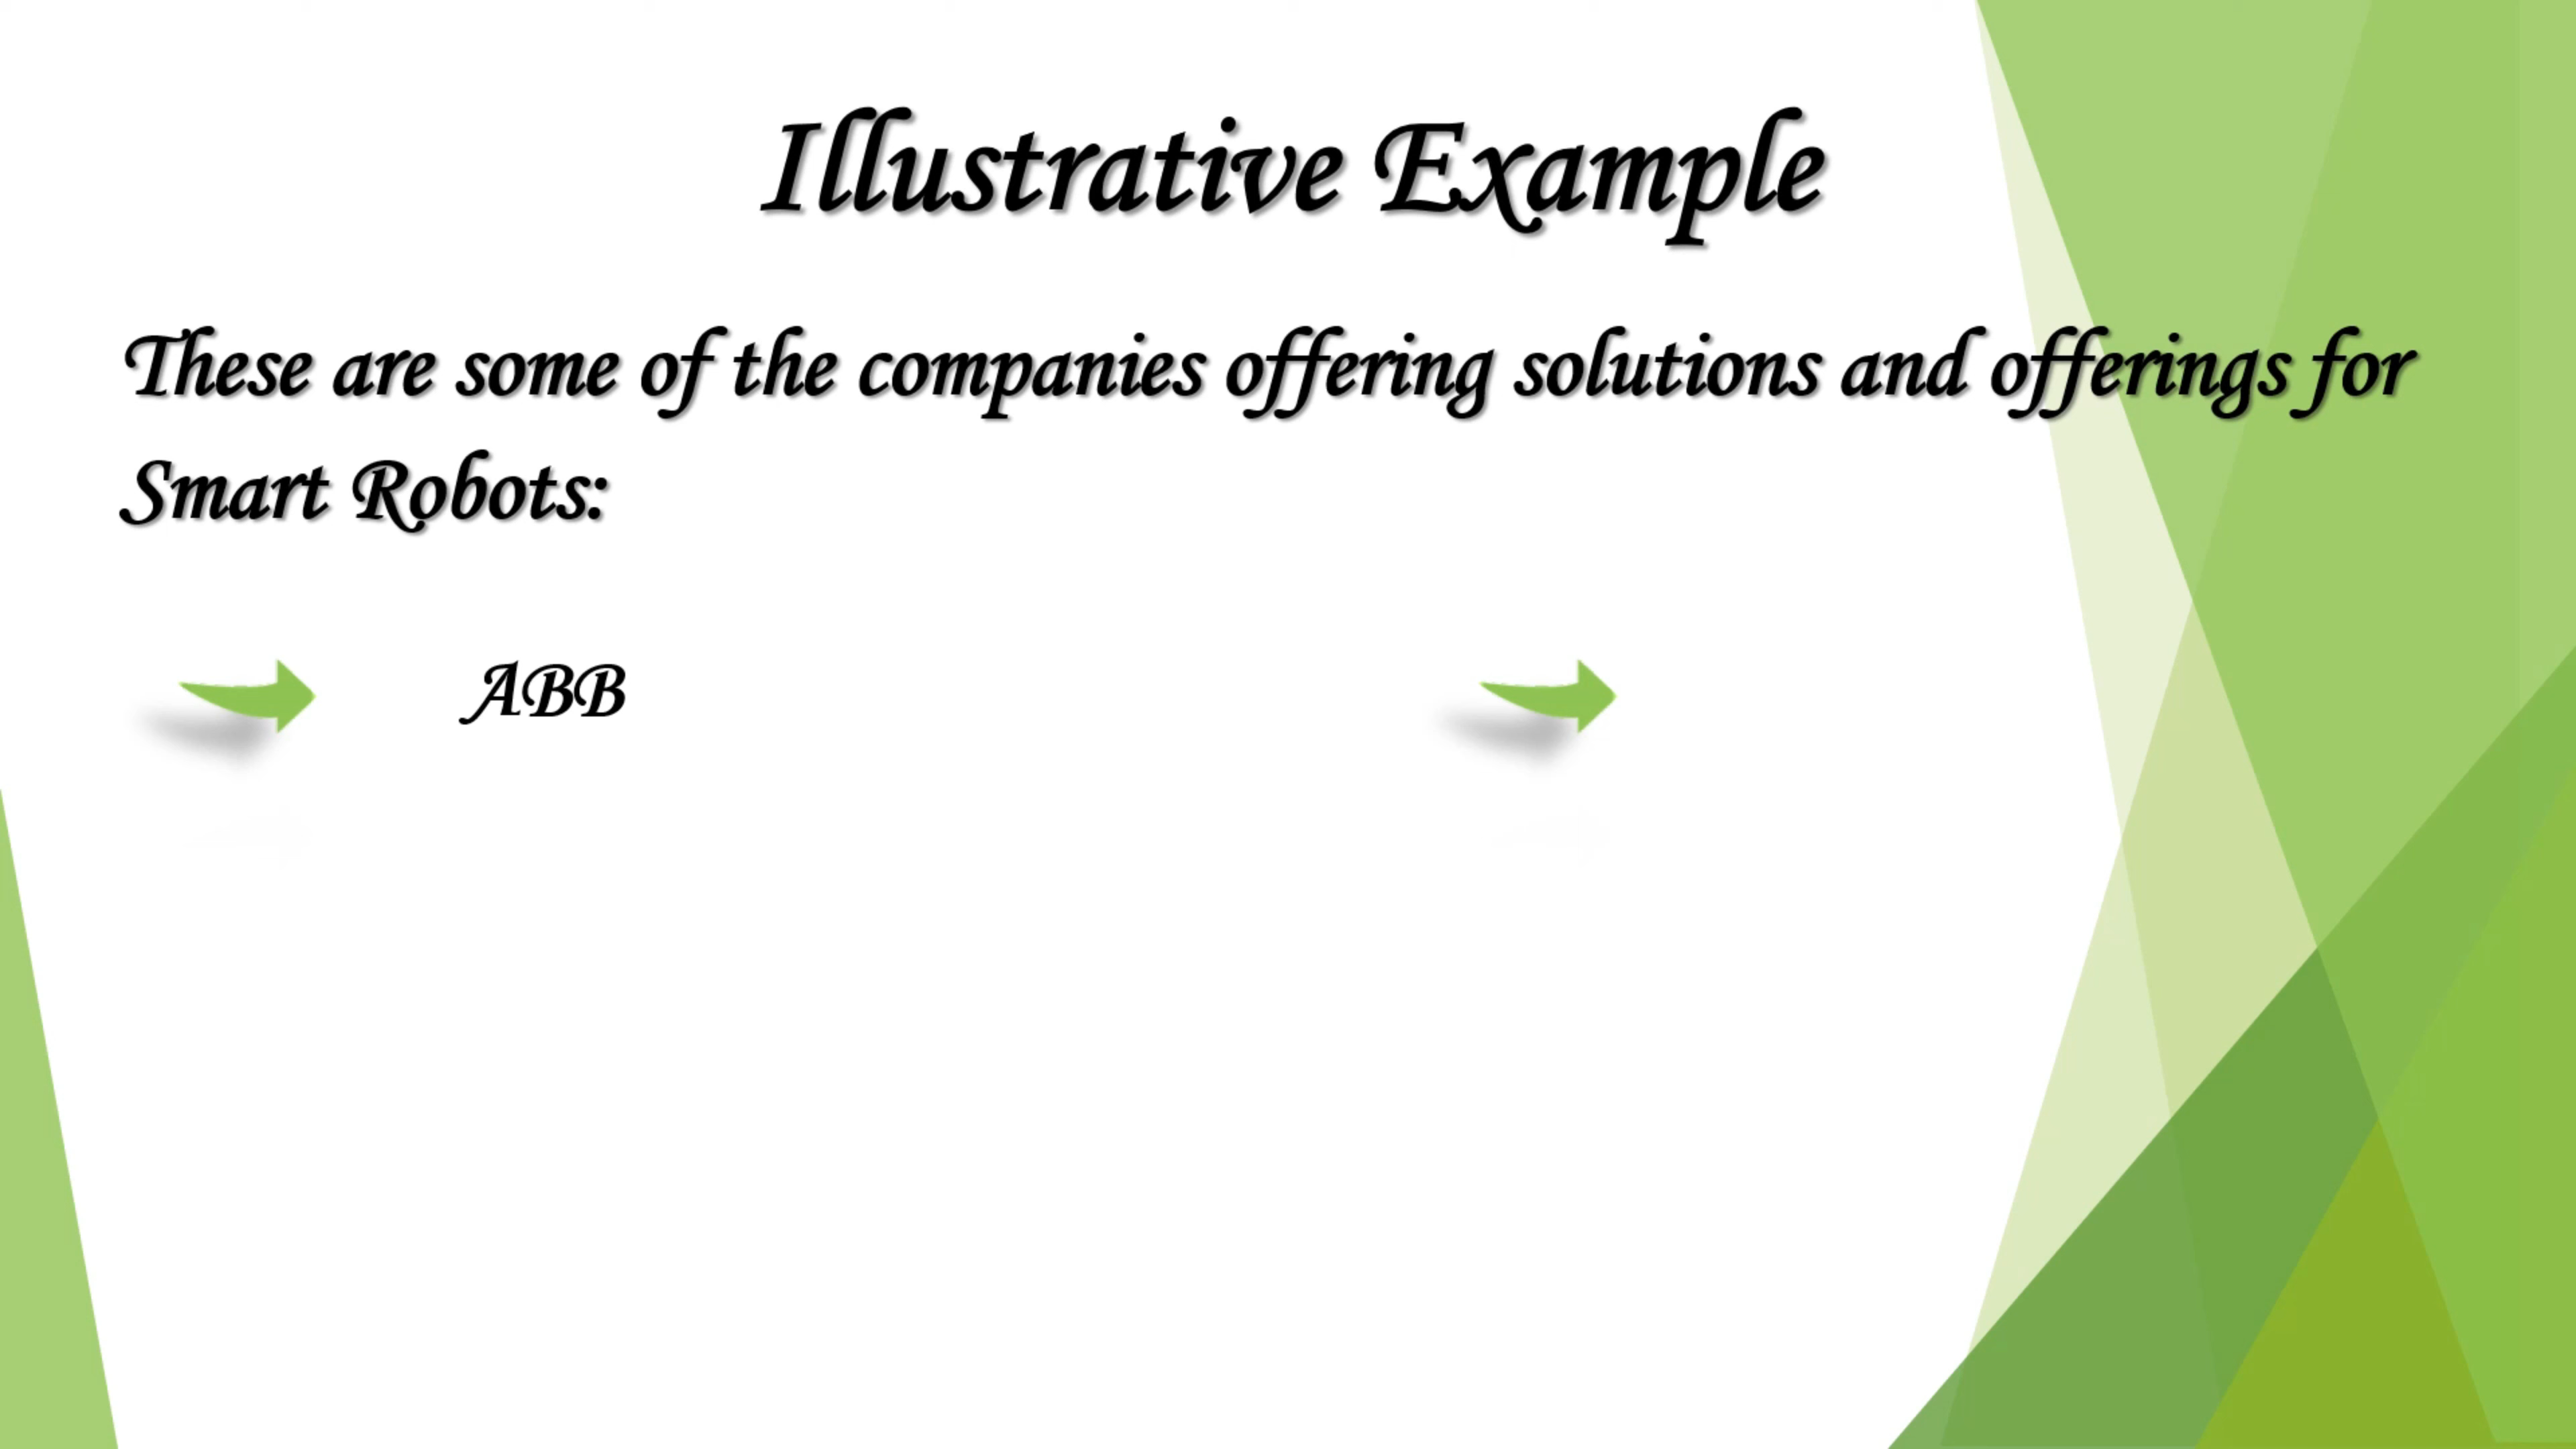 Illustrative Example
These are some of the companies offering solutions and offerings for
Smart Robots:
ABB